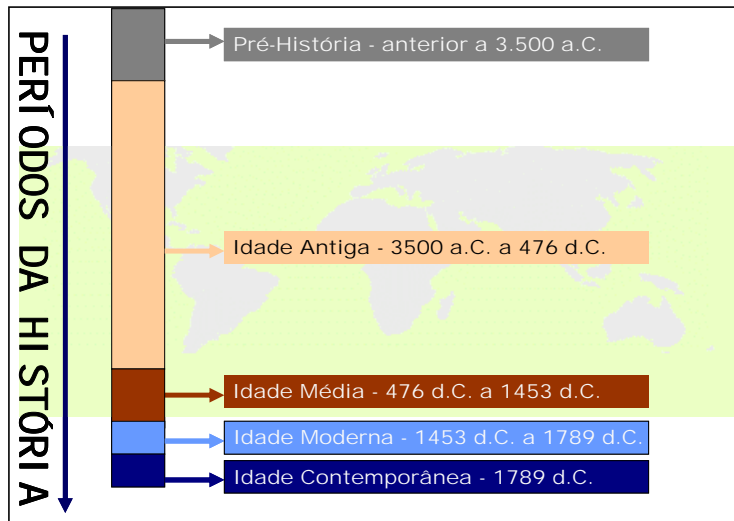 PERÍODOS DA HISTÓRIA
Pré-História - anterior a 3.500 a.C.
Idade Antiga - 3500 a.C. a 476 d.C.
Idade Média - 476 d.C. a 1453 d.C.
Idade Moderna - 1453 d.C. a 1789 d.C.
Idade Contemporânea - 1789 d.C.